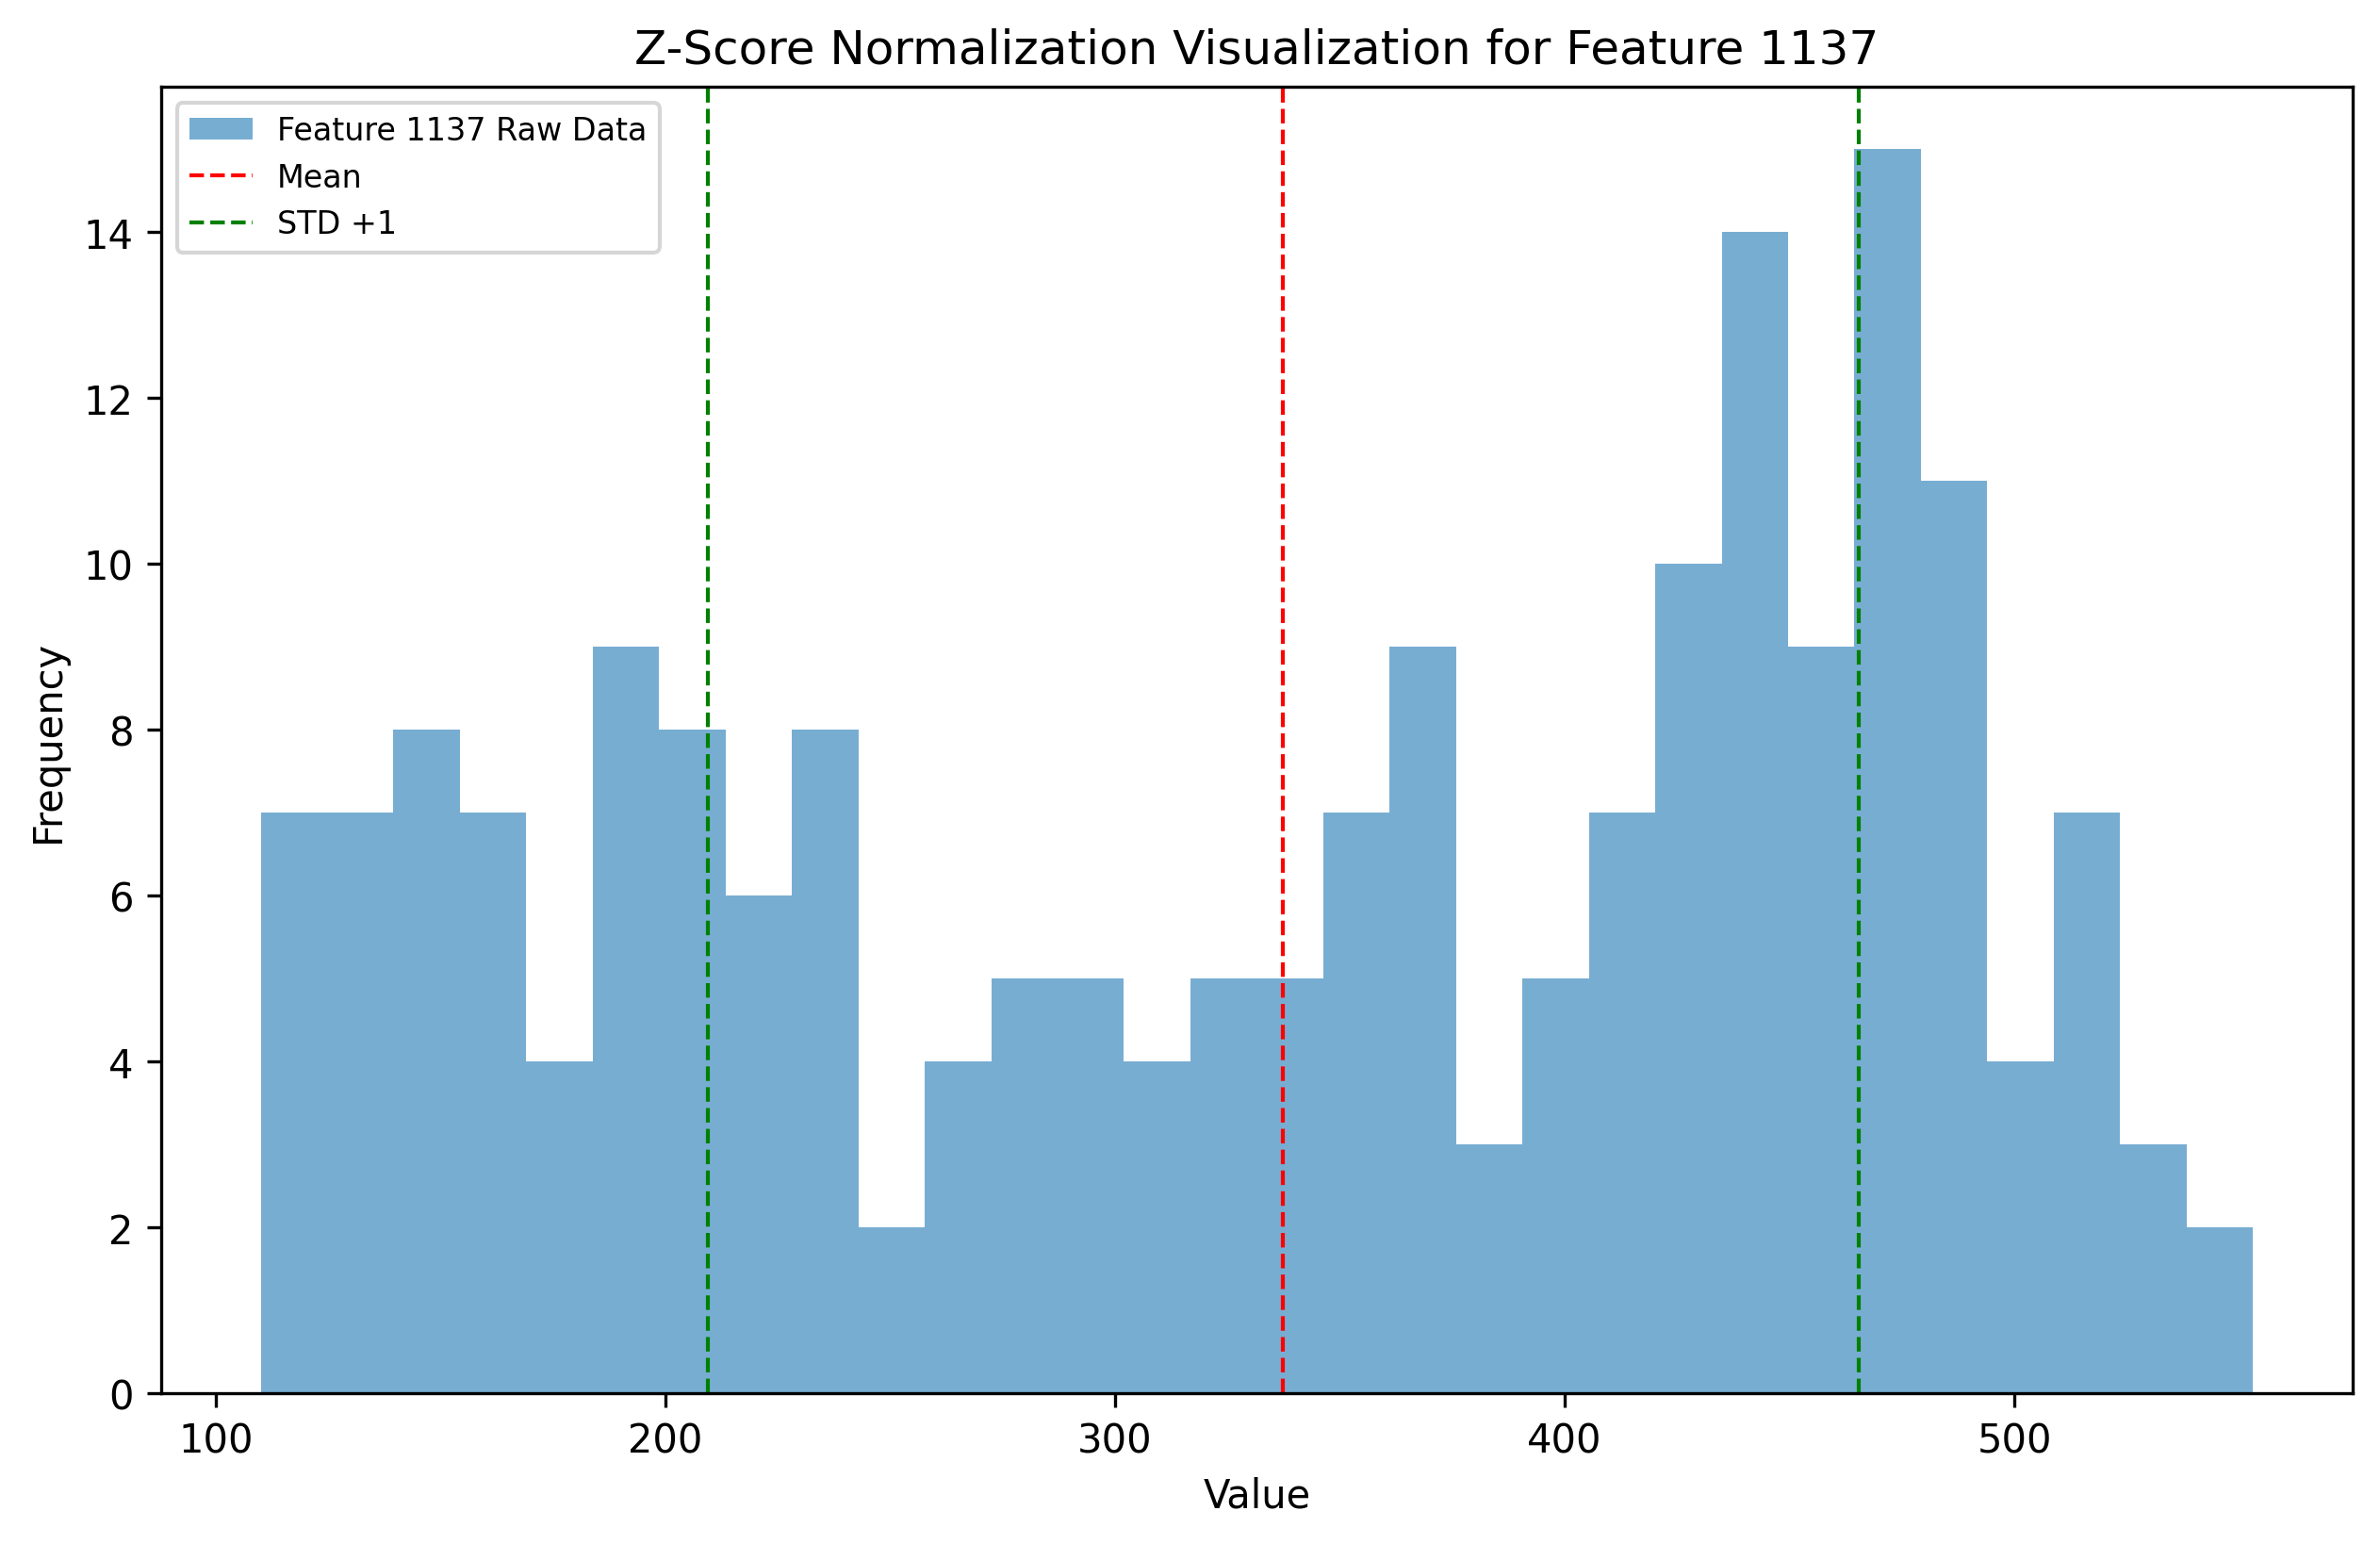 Z-Score Normalization Visualization for Feature 1137
Feature 1137 Raw Data
Mean
STD +1
Frequency
14
12
10
8
6
4
2
0
100 200 300 400 500
Value